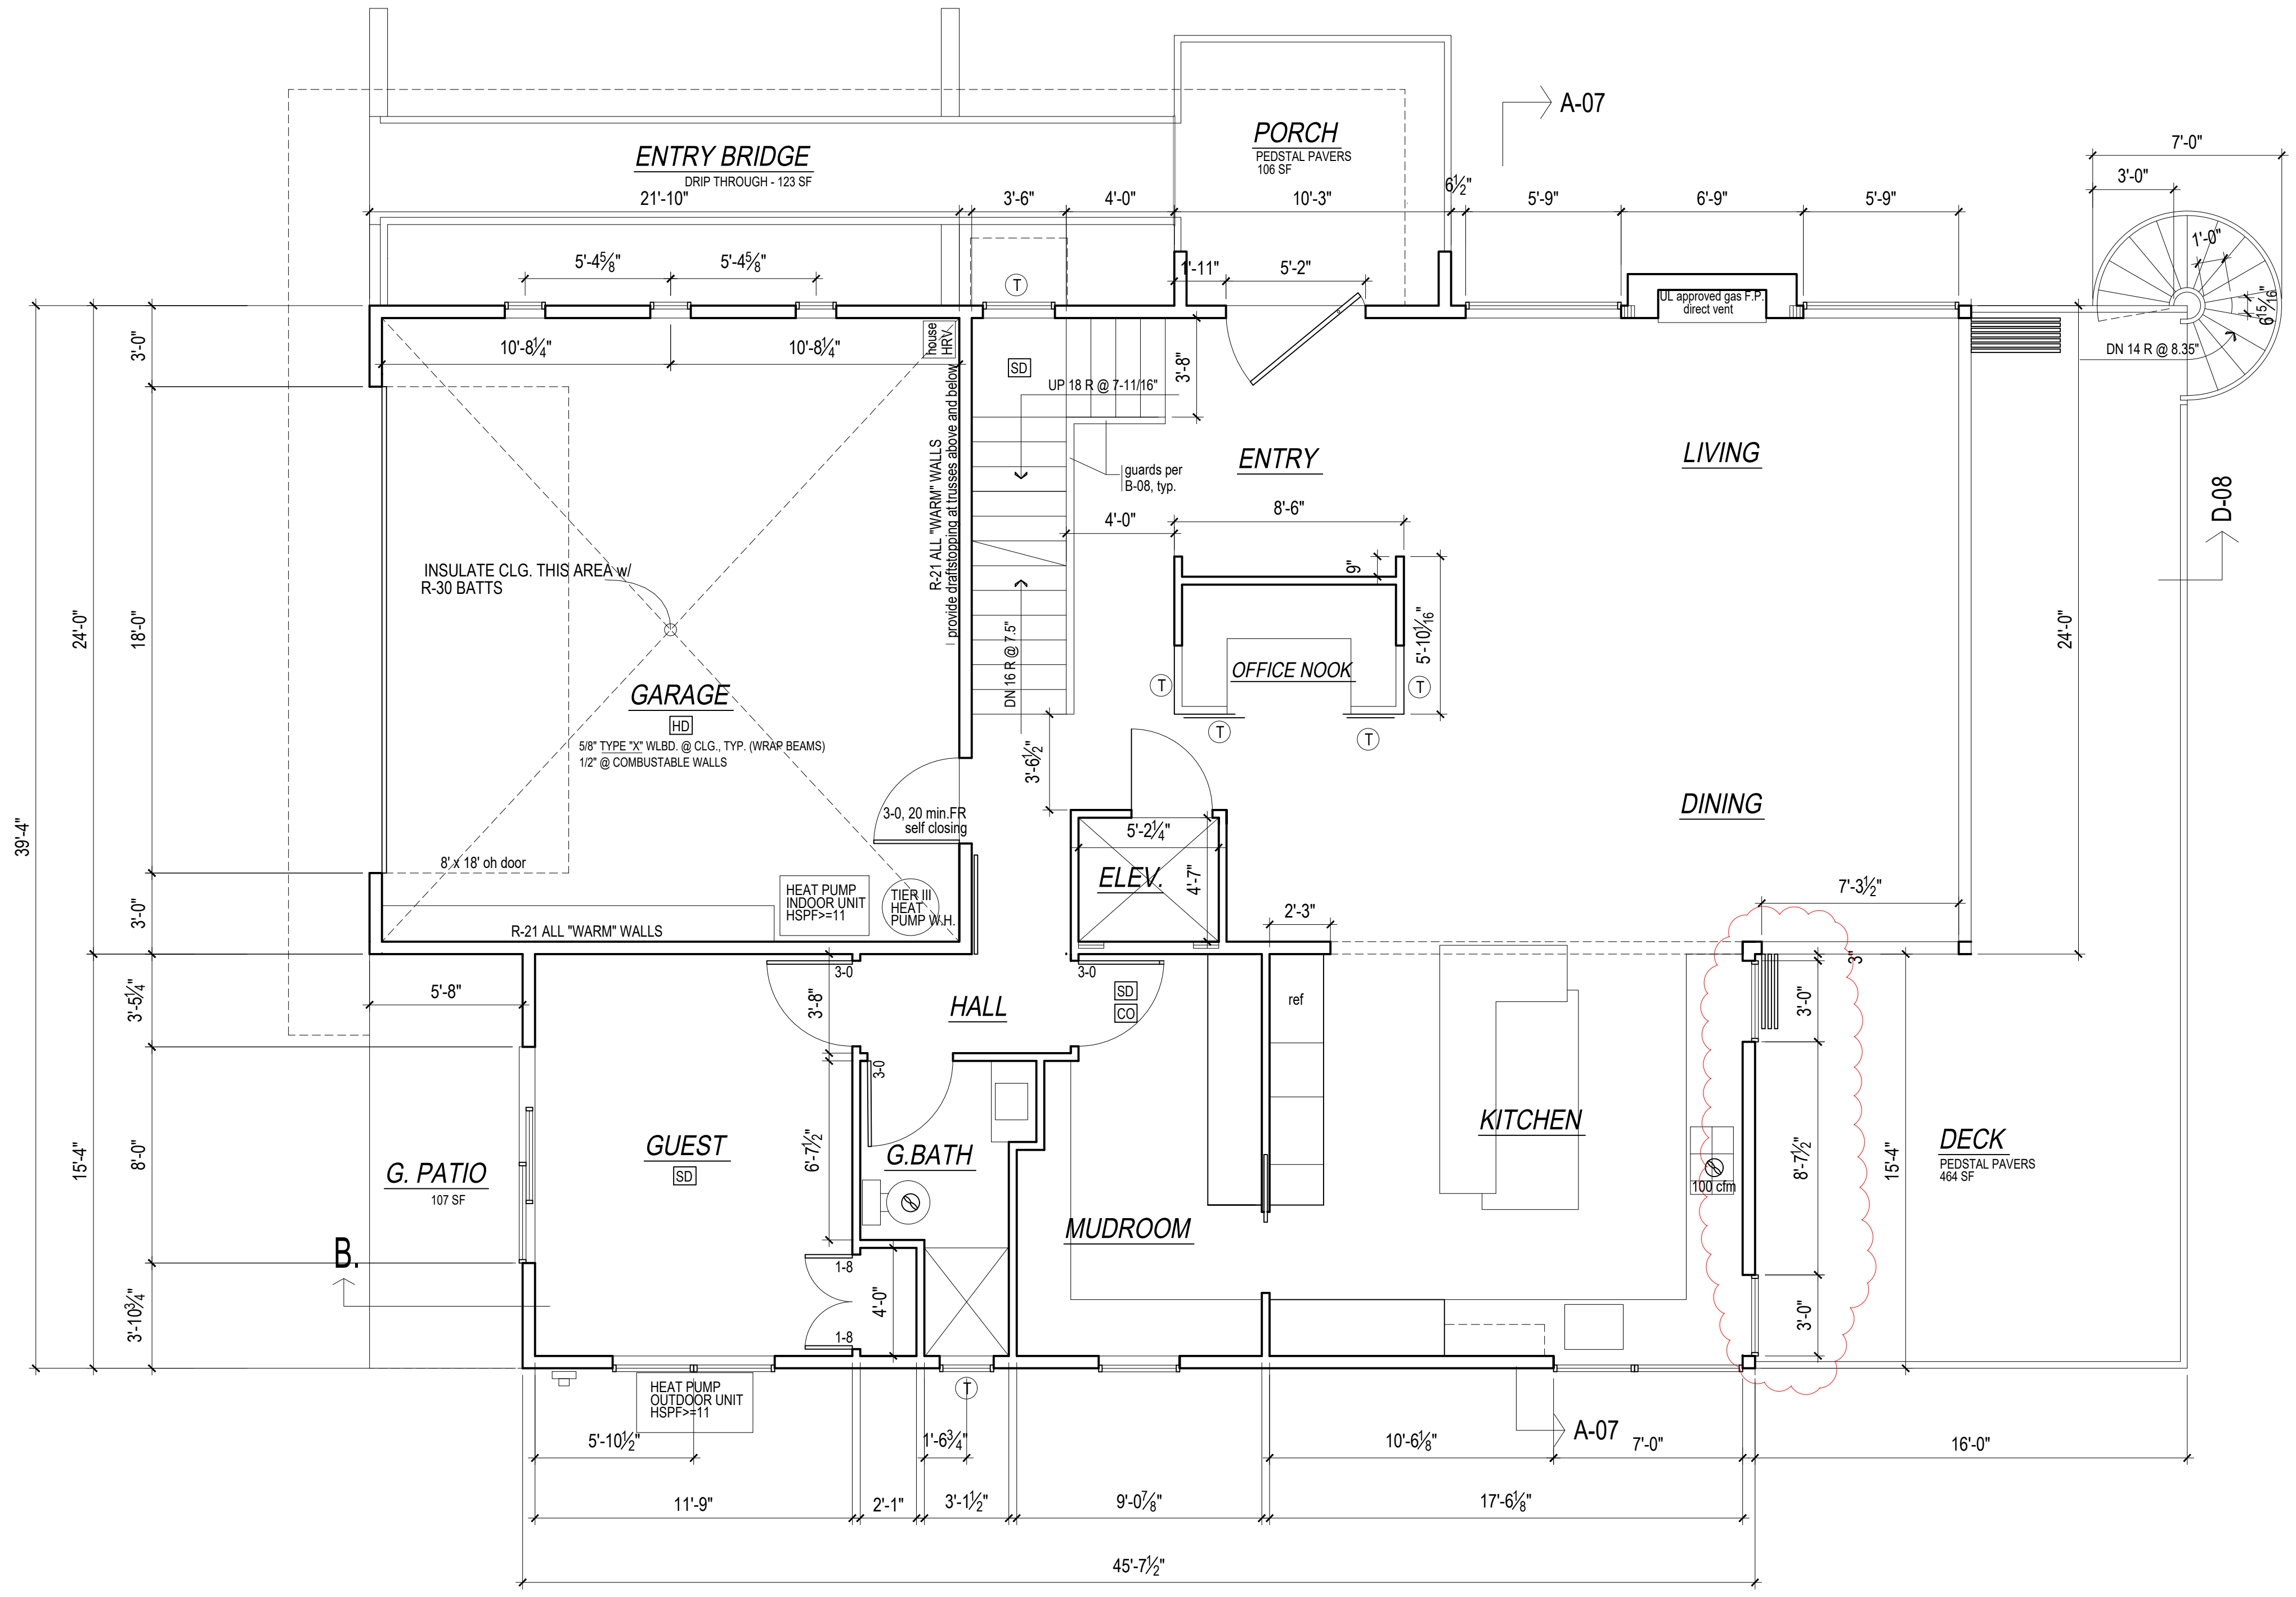 A-07
PORCH
PEDSTAL PAVERS
106 SF
ENTRY BRIDGE
DRIP THROUGH - 123 SF
7'-0"
3'-0"
21'-10"
3'-6"
4'-0"
10'-3"
6½"
5'-9"
6'-9"
5'-9"
1'-0"
6 15/16"
DN 14 R @ 8.35"
5'-4⅝"
5'-4⅝"
T
1'-11"
5'-2"
UL approved gas F.P.
direct vent
3'-0"
10'-8¼"
10'-8¼"
house
HRV
SD
UP 18 R @ 7-11/16"
3'-8"
R-21 ALL "WARM" WALLS
provide draftstopping at trusses above and below
guards per
B-08, typ.
ENTRY
LIVING
D-08
8'-6"
4'-0"
9"
5'-10 1/16"
INSULATE CLG. THIS AREA w/
R-30 BATTS
24'-0"
18'-0"
24'-0"
DN 16 R @ 7.5"
OFFICE NOOK
T
T
T
T
GARAGE
HD
5/8" TYPE "X" WLBD. @ CLG., TYP. (WRAP BEAMS)
1/2" @ COMBUSTABLE WALLS
3'-6½"
DINING
39'-4"
3-0, 20 min.FR
self closing
5'-2¼"
ELEV.
4'-7"
8' x 18' oh door
HEAT PUMP
INDOOR UNIT
HSPF>=11
TIER III
HEAT
PUMP W.H.
3'-0"
R-21 ALL "WARM" WALLS
2'-3"
7'-3½"
3"
3-0
3-0
5'-8"
3'-5¼"
3'-8"
HALL
SD
CO
ref
3'-0"
3-0
GUEST
SD
6'-7½"
G.BATH
KITCHEN
100 cfm
8'-7½"
15'-4"
DECK
PEDSTAL PAVERS
464 SF
15'-4"
8'-0"
G. PATIO
107 SF
MUDROOM
B.
1-8
1-8
4'-0"
3'-10¾"
3'-0"
HEAT PUMP
OUTDOOR UNIT
HSPF>=11
T
A-07
5'-10½"
1'-6¾"
10'-6⅛"
7'-0"
16'-0"
11'-9"
2'-1"
3'-1½"
9'-0⅞"
17'-6⅛"
45'-7½"